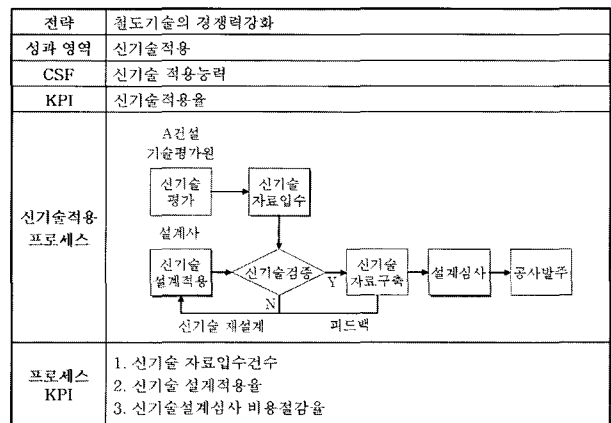 전략 철도기술의 경쟁력강화
성과 영역 신기술적용
CSF 신기술 적용능력
KPI 신기술적용율
신기술적용
프로세스
A건설
기술평가원
신기술
평가
신기술
자료입수
설계사
신기술
설계적용
신기술검증
Y
신기술
자료구축
설계심사
공사발주
N
신기술 재설계
피드백
프로세스
KPI
1. 신기술 자료입수건수
2. 신기술 설계적용율
3. 신기술설계심사 비용절감율